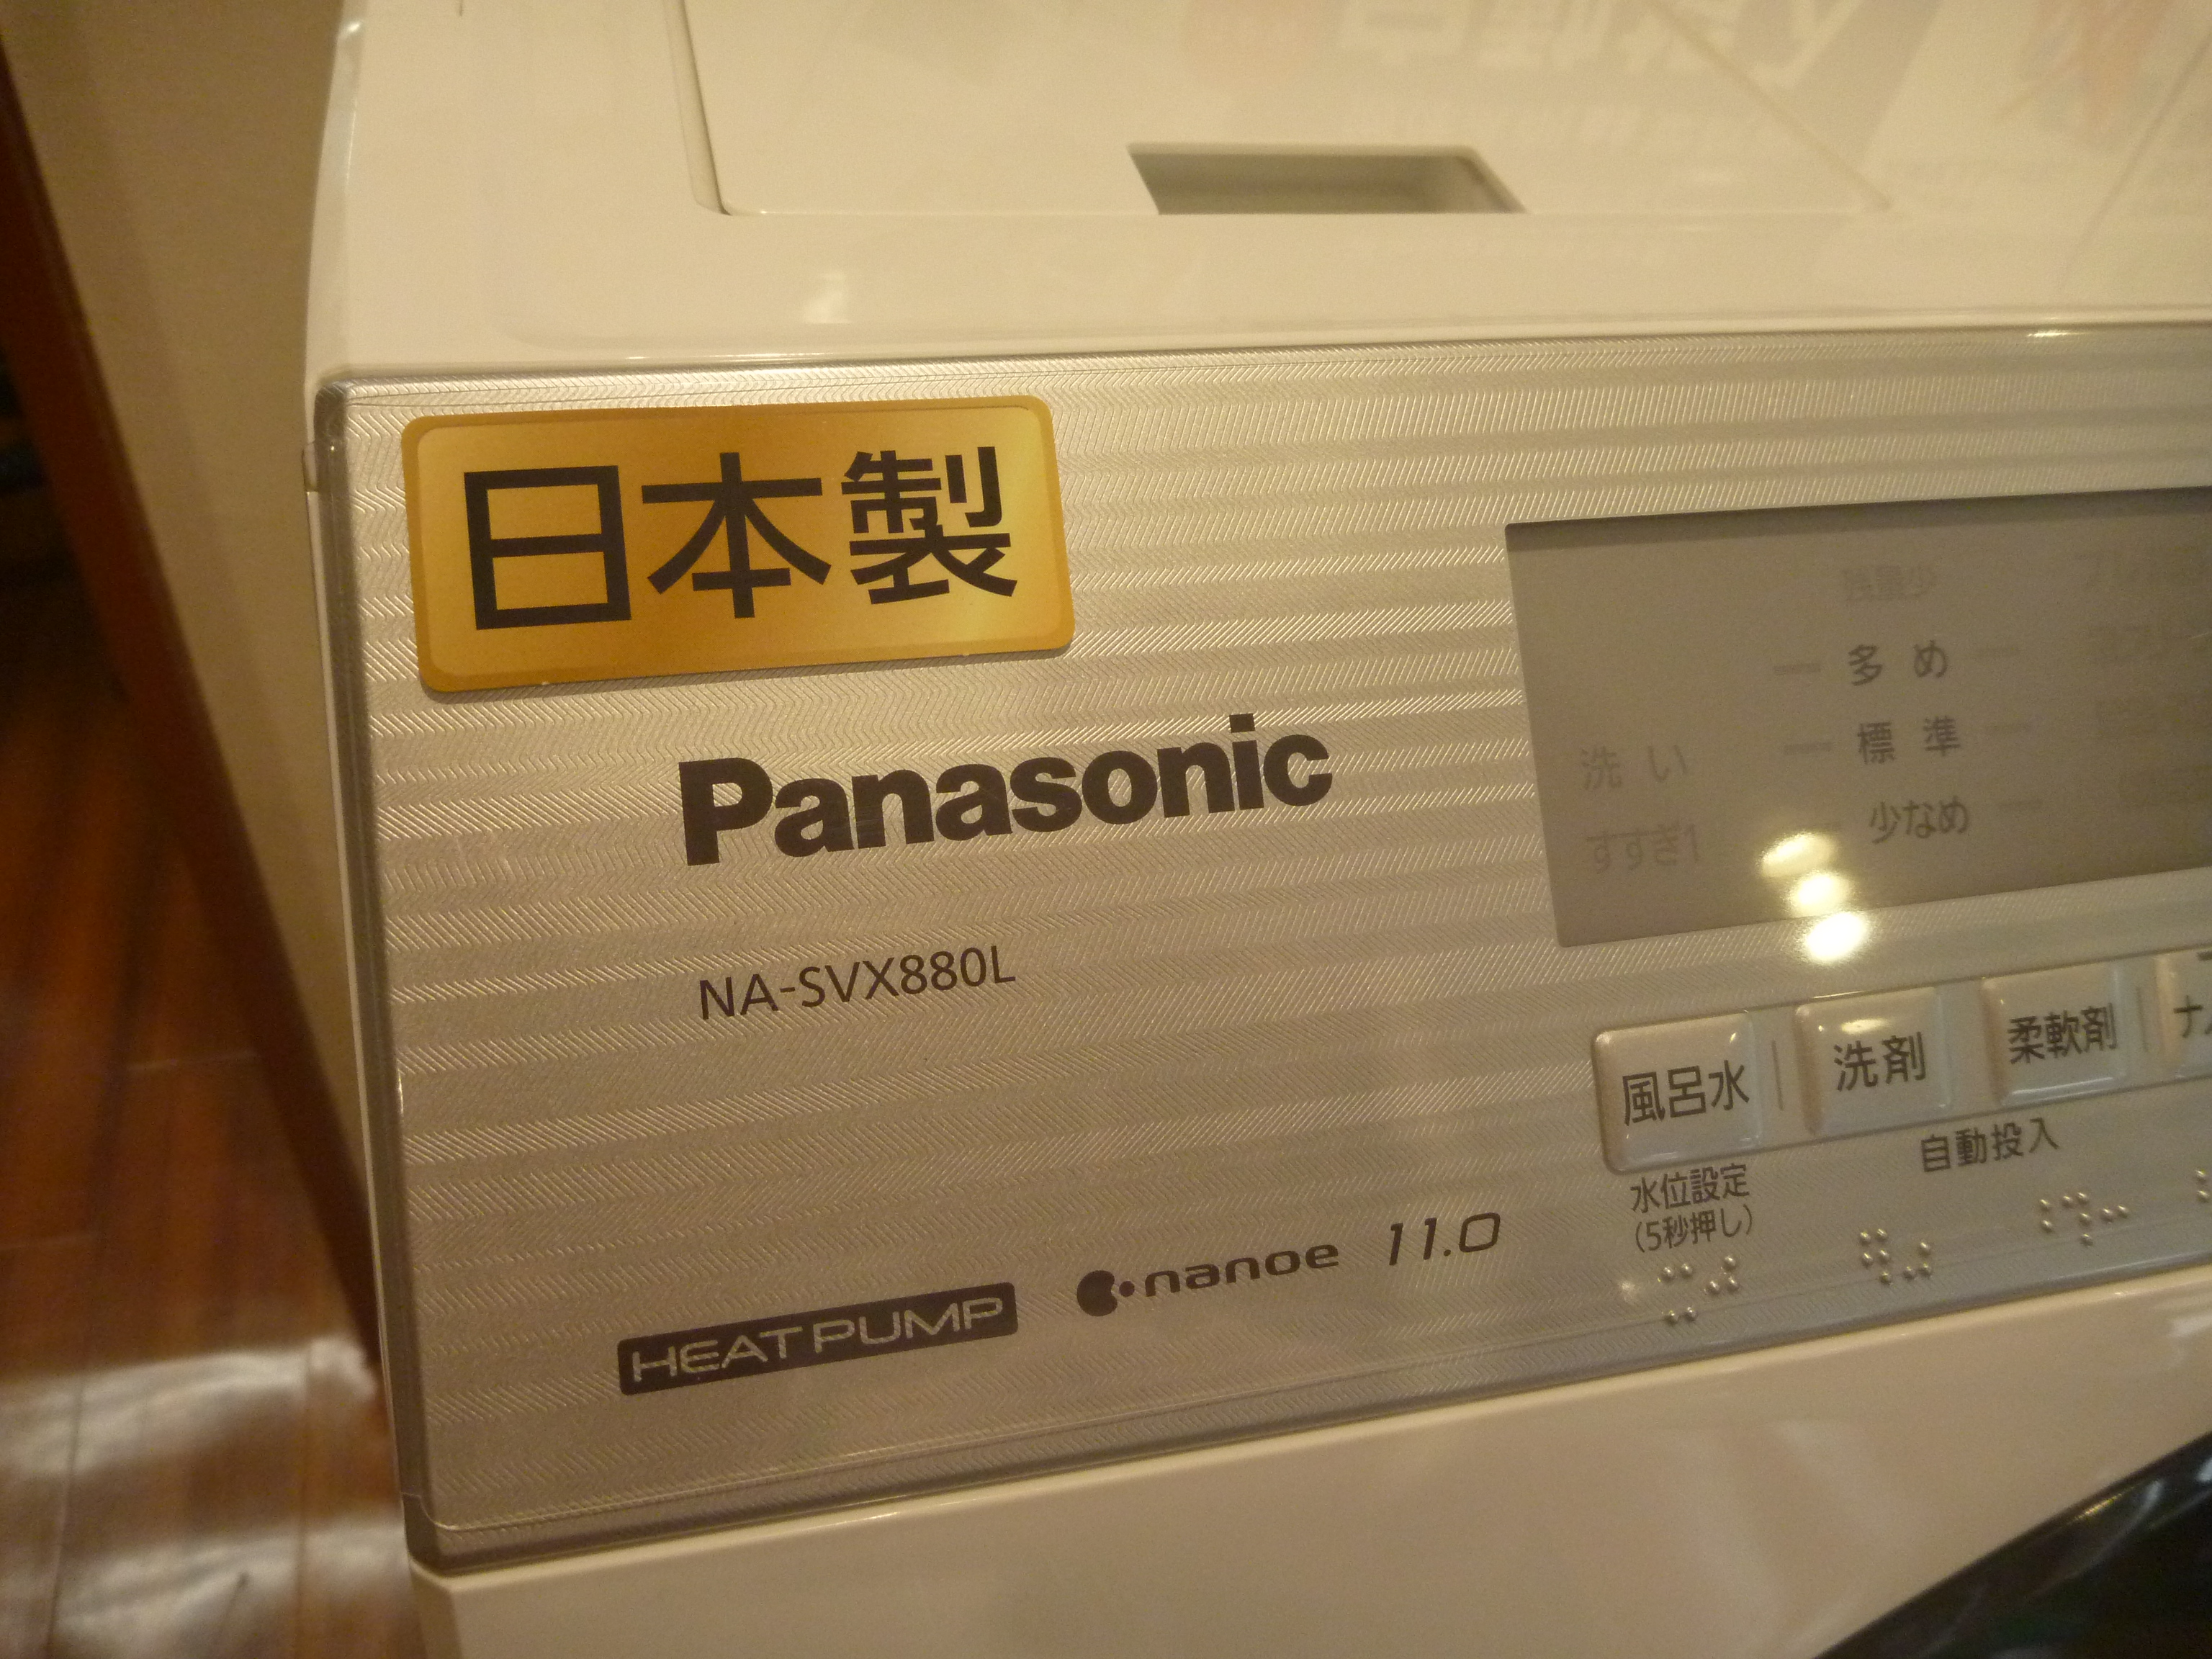 日本製
Panasonic
NA-SVX880L
HEAT PUMP
nanoe 11.0
多め
標準
少なめ
洗い
すすぎ1
風呂水
洗剤
柔軟剤
水位設定
(5秒押し)
自動投入